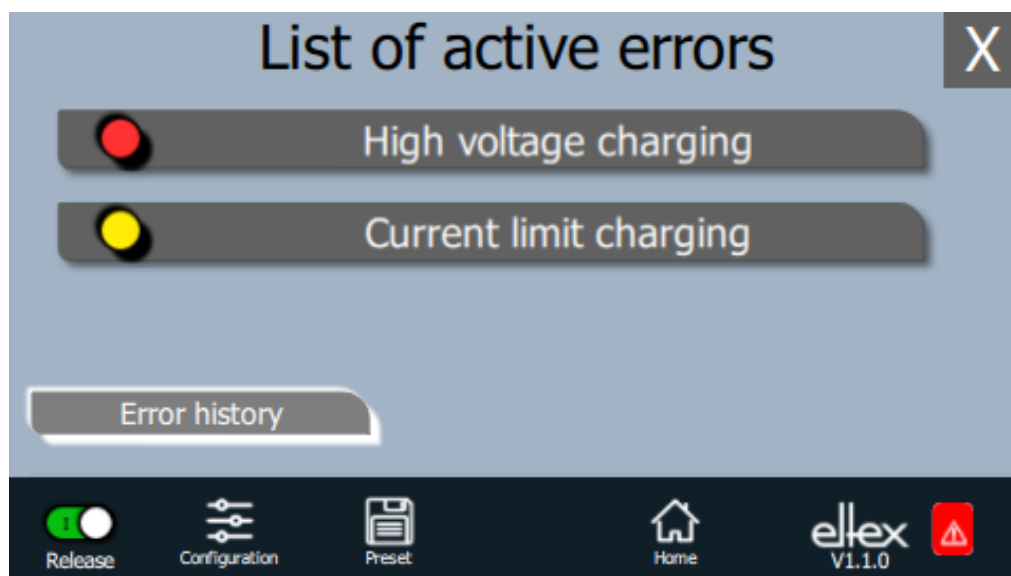 List of active errors
X
High voltage charging
Current limit charging
Error history
I
Release
Configuration
Preset
Home
eltex
V1.1.0